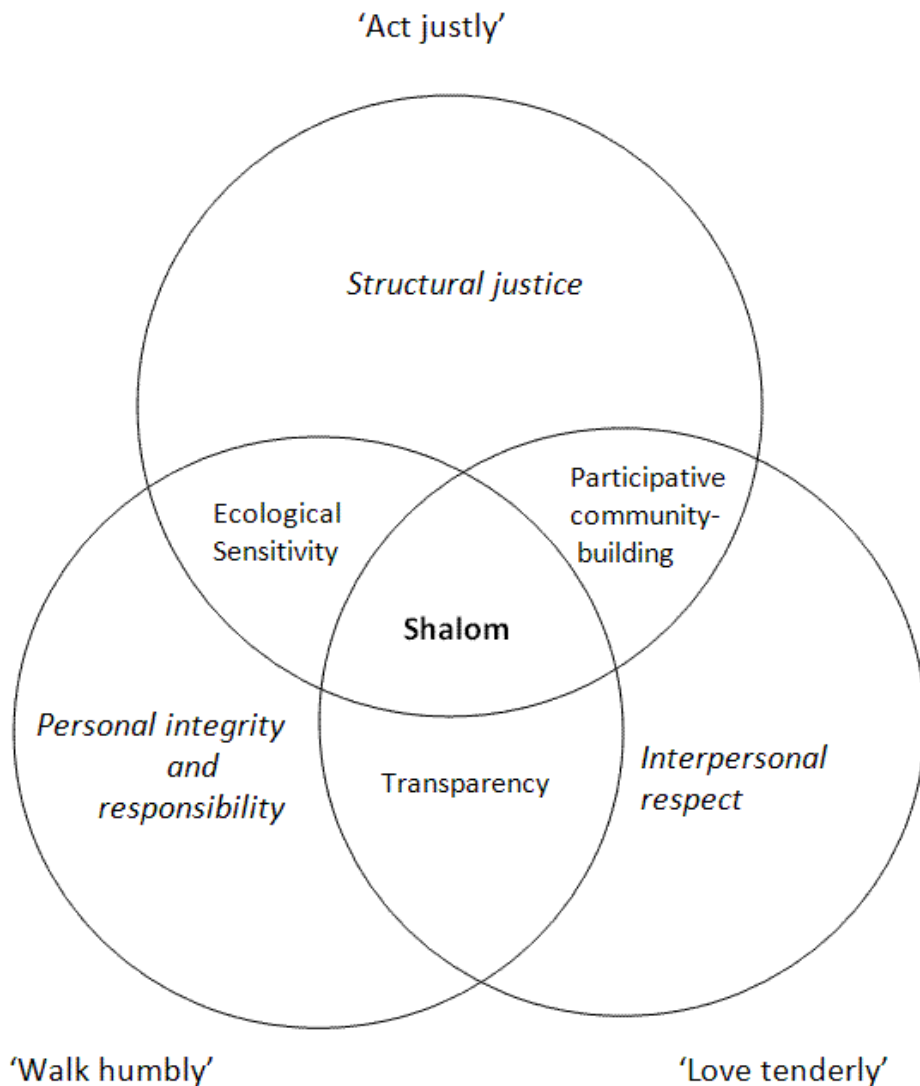 ‘Act justly’
Structural justice
Participative
community-
building
Ecological
Sensitivity
Shalom
Personal integrity
and
responsibility
Transparency
Interpersonal
respect
‘Walk humbly’
‘Love tenderly’